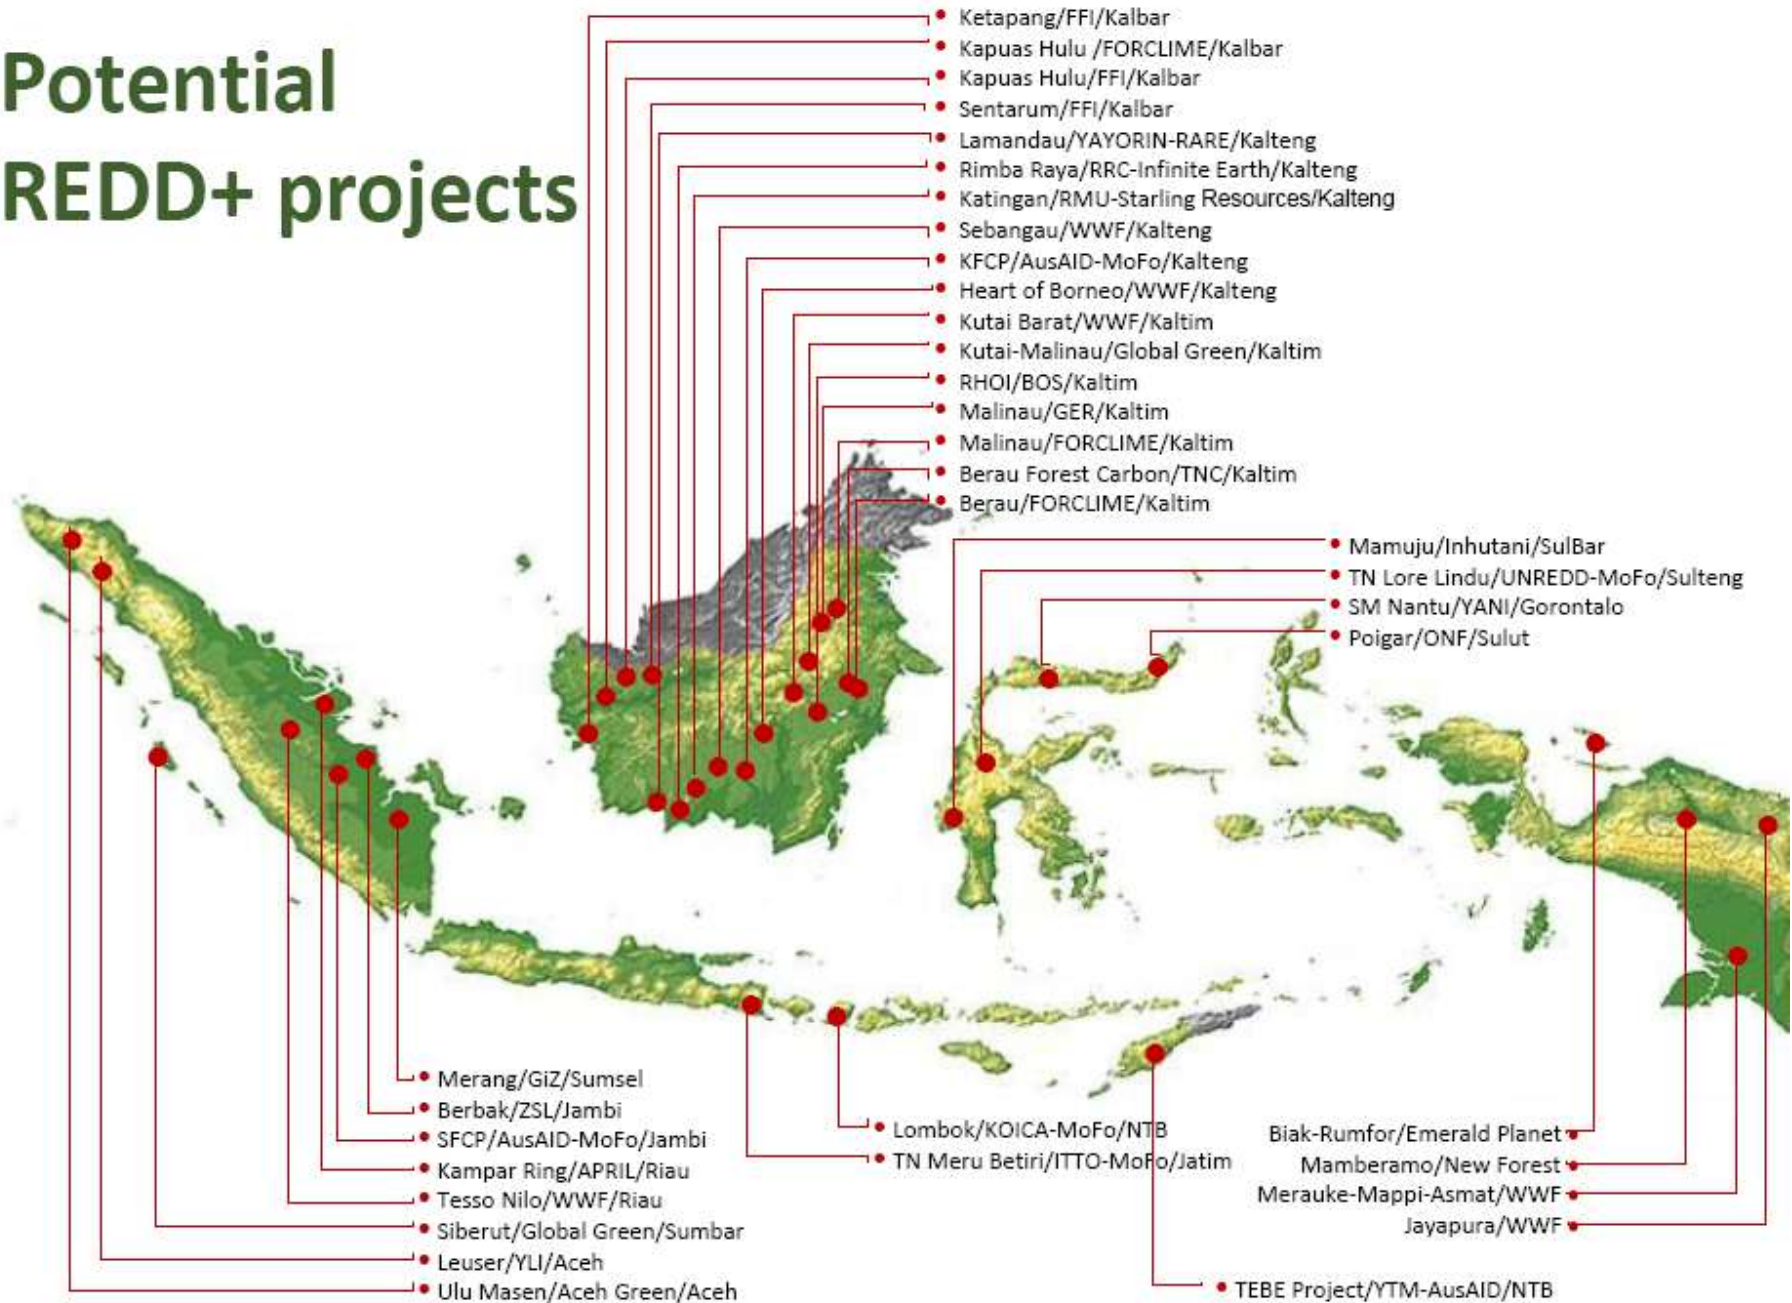 Potential
REDD+ projects
Ketapang/FFI/Kalbar
Kapuas Hulu /FORCLIME/Kalbar
Kapuas Hulu/FFI/Kalbar
Sentarum/FFI/Kalbar
Lamandau/YAYORIN-RARE/Kalteng
Rimba Raya/RRC-Infinite Earth/Kalteng
Katingan/RMU-Starling Resources/Kalteng
Sebangau/WWF/Kalteng
KFCP/AusAID-MoFo/Kalteng
Heart of Borneo/WWF/Kalteng
Kutai Barat/WWF/Kaltim
Kutai-Malinau/Global Green/Kaltim
RHOI/BOS/Kaltim
Malinau/GER/Kaltim
Malinau/FORCLIME/Kaltim
Berau Forest Carbon/TNC/Kaltim
Berau/FORCLIME/Kaltim
Mamuju/Inhutani/SulBar
TN Lore Lindu/UNREDD-MoFo/Sulteng
SM Nantu/YANI/Gorontalo
Poigar/ONF/Sulut
Merang/GiZ/Sumsel
Berbak/ZSL/Jambi
SFCP/AusAID-MoFo/Jambi
Kampar Ring/APRIL/Riau
Tesso Nilo/WWF/Riau
Siberut/Global Green/Sumbar
Leuser/YLI/Aceh
Ulu Masen/Aceh Green/Aceh
Lombok/KOICA-MoFo/NTB
TN Meru Betiri/ITTO-MoFo/Jatim
Biak-Rumfor/Emerald Planet
Mamberamo/New Forest
Merauke-Mappi-Asmat/WWF
Jayapura/WWF
TEBE Project/YTM-AusAID/NTB